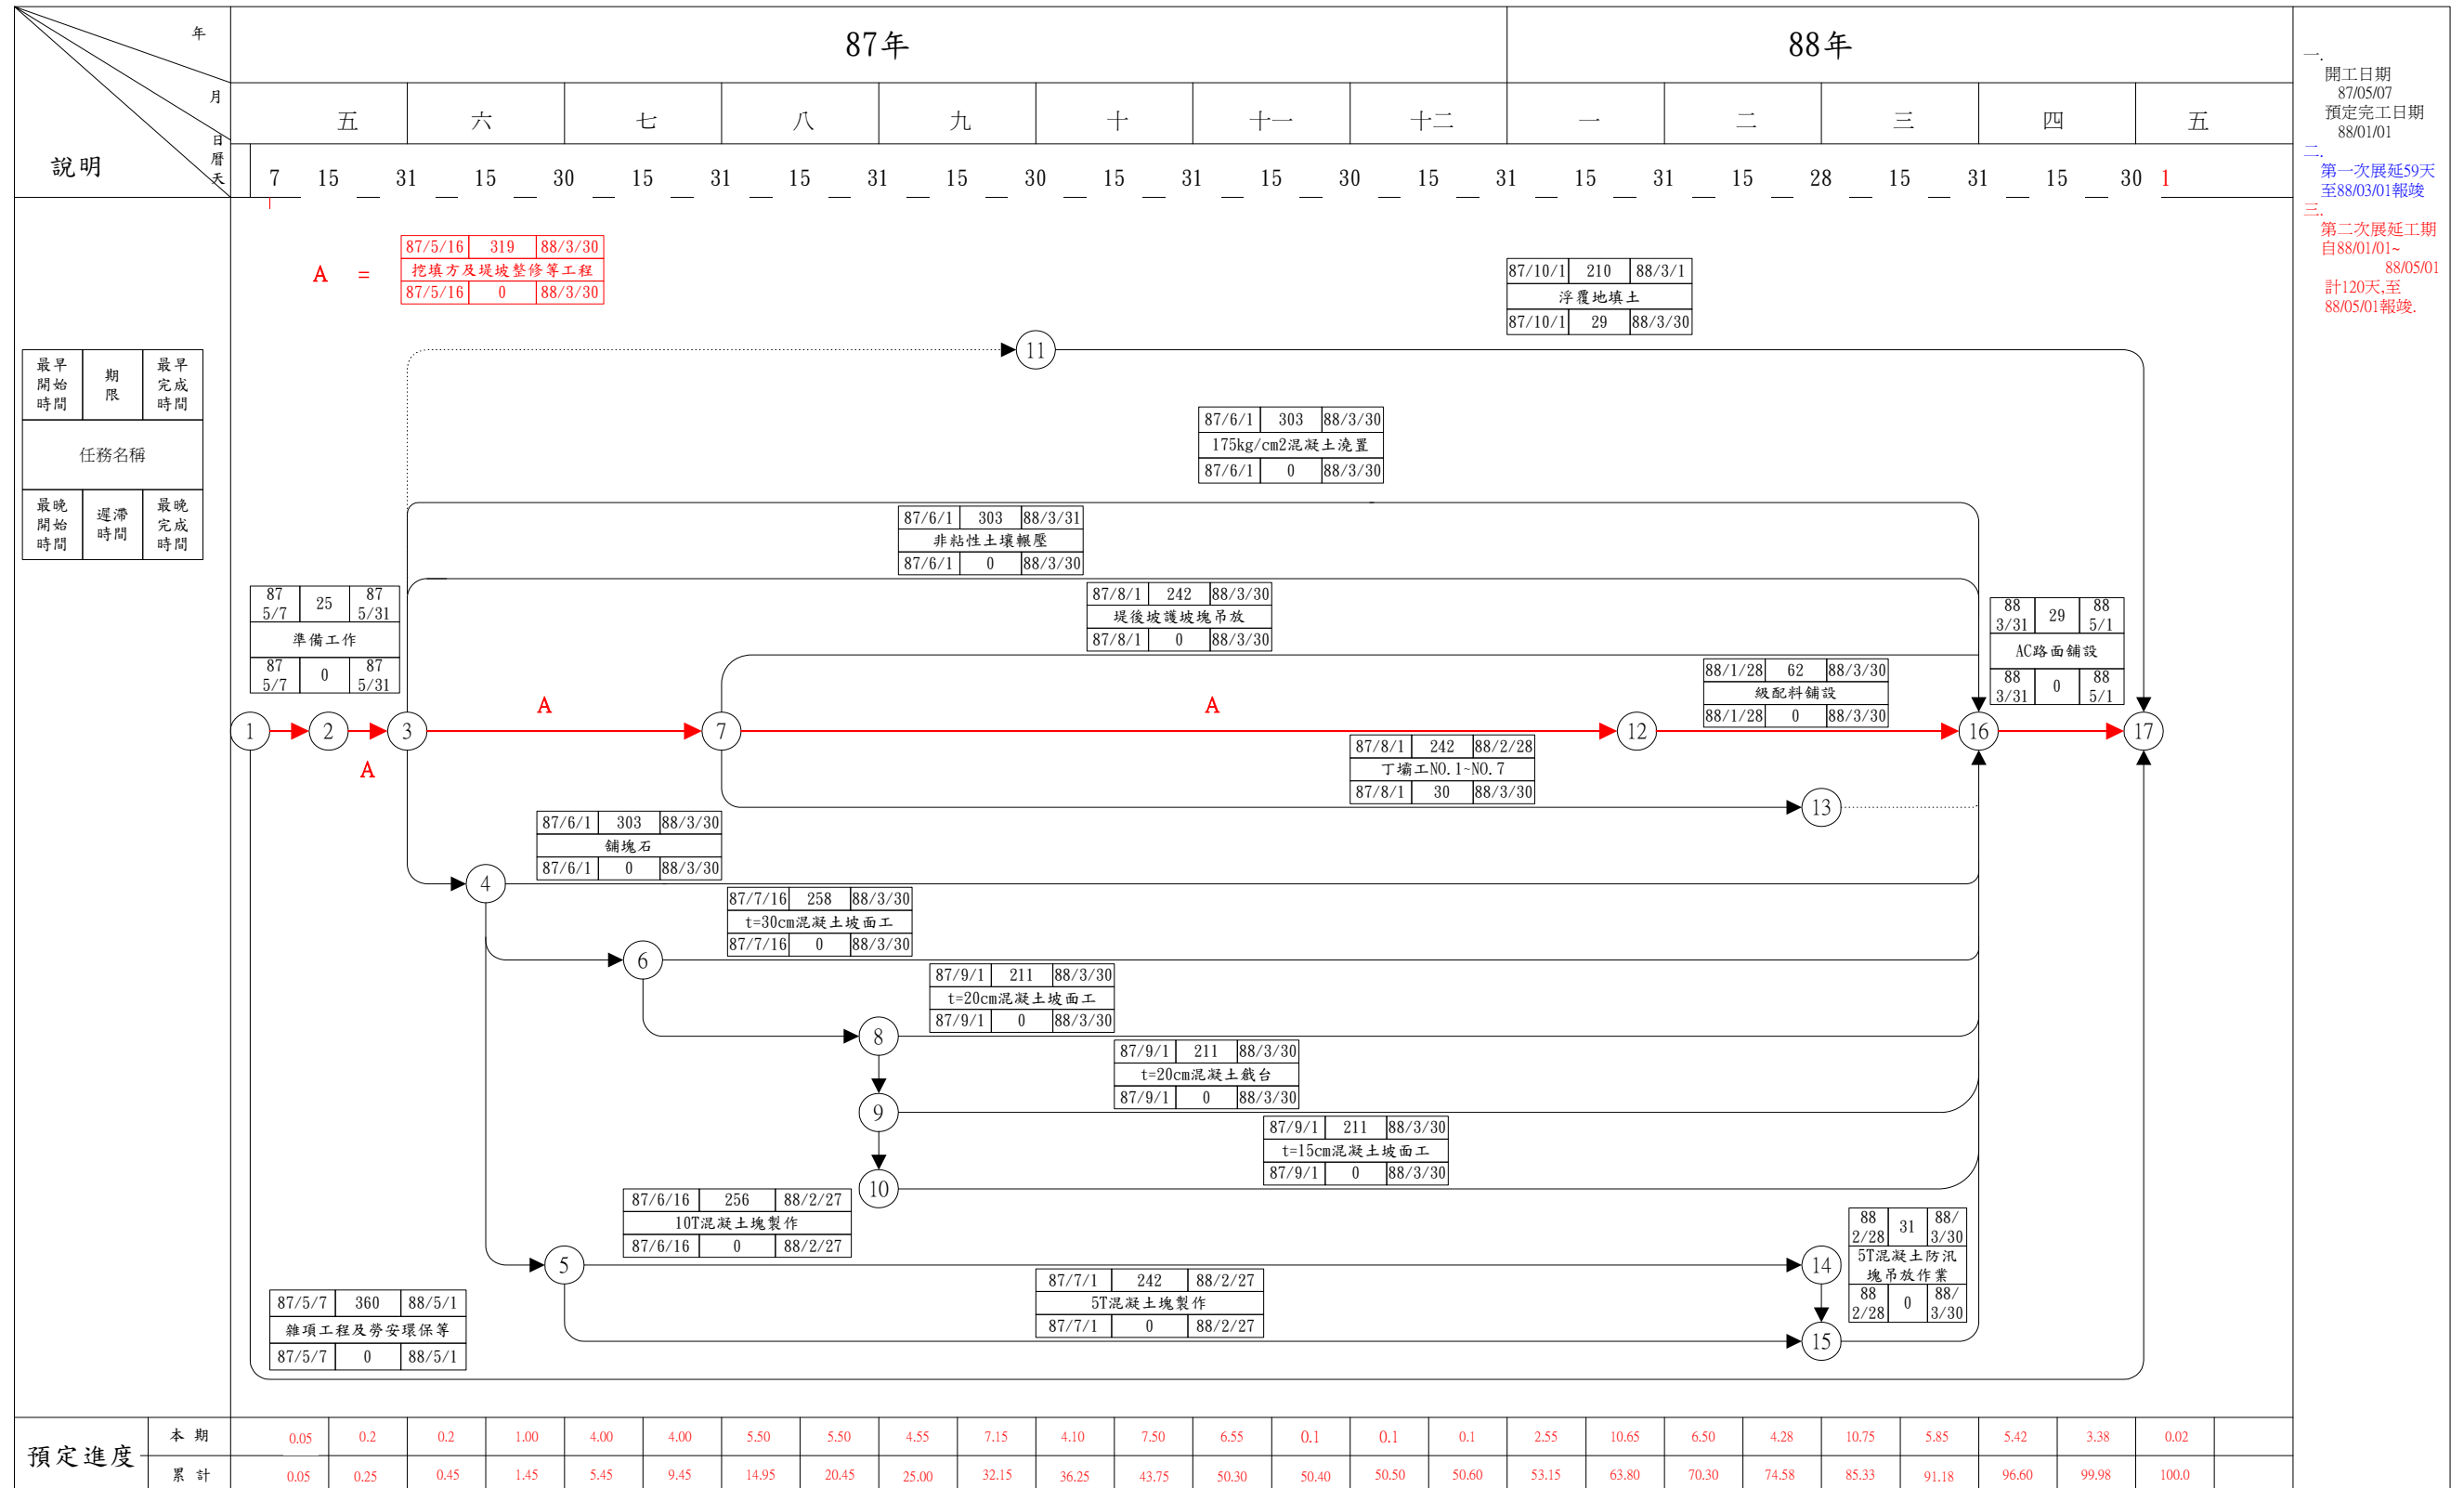 年
月
日
曆
天
說明
87年
88年
五 六 七 八 九 十 十一 十二 一 二 三 四 五
7 15 31 15 30 15 31 15 31 15 30 15 31 15 30 15 31 15 31 15 28 15 31 15 30 1
一.
開工日期
87/05/07
預定完工日期
88/01/01
二.
第一次展延59天
至88/03/01報竣
三.
第二次展延工期
自88/01/01~
88/05/01
計120天,至
88/05/01報竣.
A =
87/5/16 319 88/3/30
挖填方及堤坡整修等工程
87/5/16 0 88/3/30
87/10/1 210 88/3/1
浮覆地填土
87/10/1 29 88/3/30
11
最早
開始
時間
期
限
最早
完成
時間
任務名稱
最晚
開始
時間
遲滯
時間
最晚
完成
時間
87/6/1 303 88/3/30
175kg/cm2混凝土澆置
87/6/1 0 88/3/30
87/6/1 303 88/3/31
非粘性土壤輾壓
87/6/1 0 88/3/30
87/8/1 242 88/3/30
堤後坡護坡塊吊放
87/8/1 0 88/3/30
87
5/7
25
87
5/31
準備工作
87
5/7
0
87
5/31
88
3/31
29
88
5/1
AC路面舖設
88
3/31
0
88
5/1
88/1/28 62 88/3/30
級配料舖設
88/1/28 0 88/3/30
A
A
1 2 3 7 12 16 17
A
87/8/1 242 88/2/28
丁壩工NO.1~NO.7
87/8/1 30 88/3/30
13
87/6/1 303 88/3/30
舖塊石
87/6/1 0 88/3/30
4
87/7/16 258 88/3/30
t=30cm混凝土坡面工
87/7/16 0 88/3/30
6
87/9/1 211 88/3/30
t=20cm混凝土坡面工
87/9/1 0 88/3/30
8
87/9/1 211 88/3/30
t=20cm混凝土戧台
87/9/1 0 88/3/30
9
87/9/1 211 88/3/30
t=15cm混凝土坡面工
87/9/1 0 88/3/30
10
87/6/16 256 88/2/27
10T混凝土塊製作
87/6/16 0 88/2/27
5
14
88
2/28
31
88/
3/30
5T混凝土防汛
塊吊放作業
88
2/28
0
88/
3/30
87/7/1 242 88/2/27
5T混凝土塊製作
87/7/1 0 88/2/27
15
87/5/7 360 88/5/1
雜項工程及勞安環保等
87/5/7 0 88/5/1
預定進度
本 期 0.05 0.2 0.2 1.00 4.00 4.00 5.50 5.50 4.55 7.15 4.10 7.50 6.55 0.1 0.1 0.1 2.55 10.65 6.50 4.28 10.75 5.85 5.42 3.38 0.02
累 計 0.05 0.25 0.45 1.45 5.45 9.45 14.95 20.45 25.00 32.15 36.25 43.75 50.30 50.40 50.50 50.60 53.15 63.80 70.30 74.58 85.33 91.18 96.60 99.98 100.0